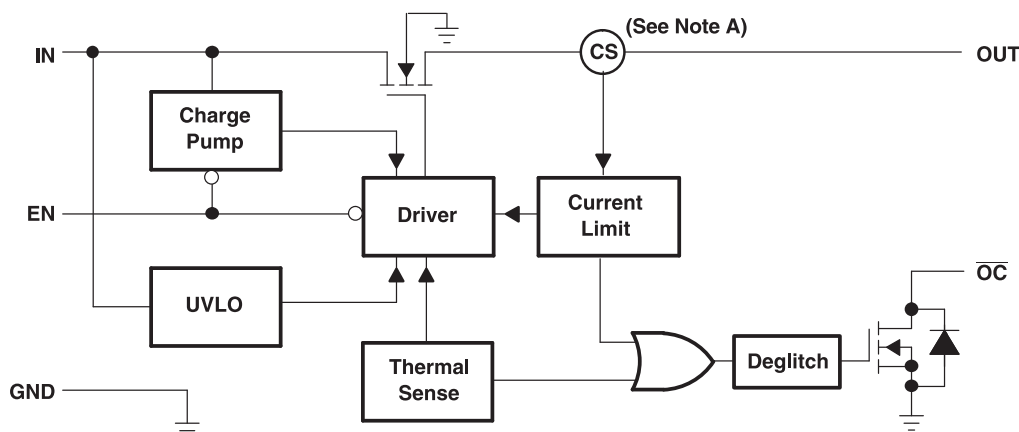 (See Note A)
IN
CS
OUT
Charge
Pump
EN
Driver
Current
Limit
OC
UVLO
Thermal
Sense
Deglitch
GND